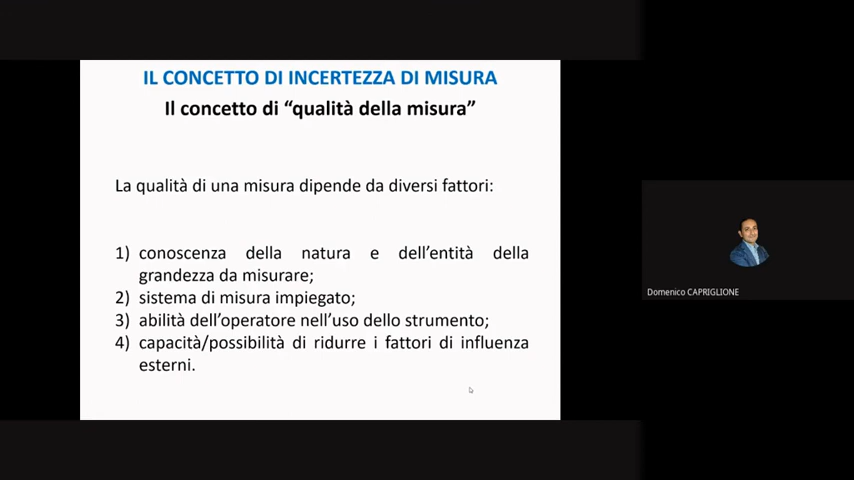 IL CONCETTO DI INCERTEZZA DI MISURA
Il concetto di “qualità della misura”
La qualità di una misura dipende da diversi fattori:
1) conoscenza della natura e dell’entità della
grandezza da misurare;
2) sistema di misura impiegato;
3) abilità dell’operatore nell’uso dello strumento;
4) capacità/possibilità di ridurre i fattori di influenza
esterni.
Domenico CAPRIGLIONE